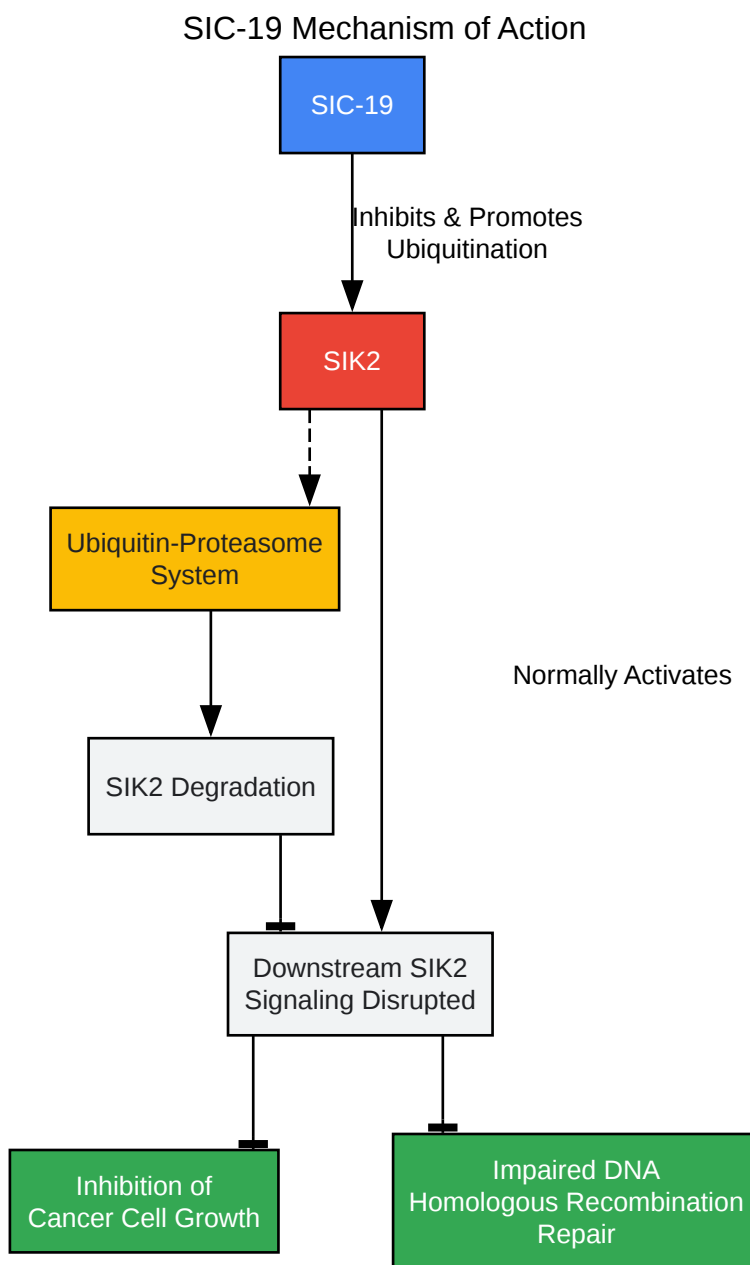 SIC-19 Mechanism of Action
SIC-19
Inhibits & Promotes
Ubiquitination
SIK2
Ubiquitin-Proteasome
System
Normally Activates
SIK2 Degradation
Downstream SIK2
Signaling Disrupted
Inhibition of
Cancer Cell Growth
Impaired DNA
Homologous Recombination
Repair